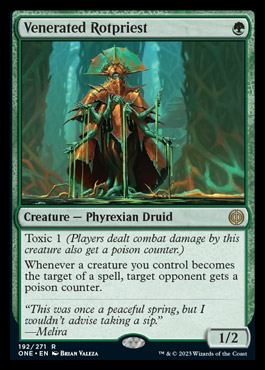 Venerated Rotpriest
Creature — Phyrexian Druid
Toxic 1 (Players dealt combat damage by this
creature also get a poison counter.)
Whenever a creature you control becomes
the target of a spell, target opponent gets a
poison counter.
“This was once a peaceful spring, but I
wouldn’t advise taking a sip.”
—Melira
1/2
192/271 R
ONE • EN Brian Valeza
™ & © 2023 Wizards of the Coast